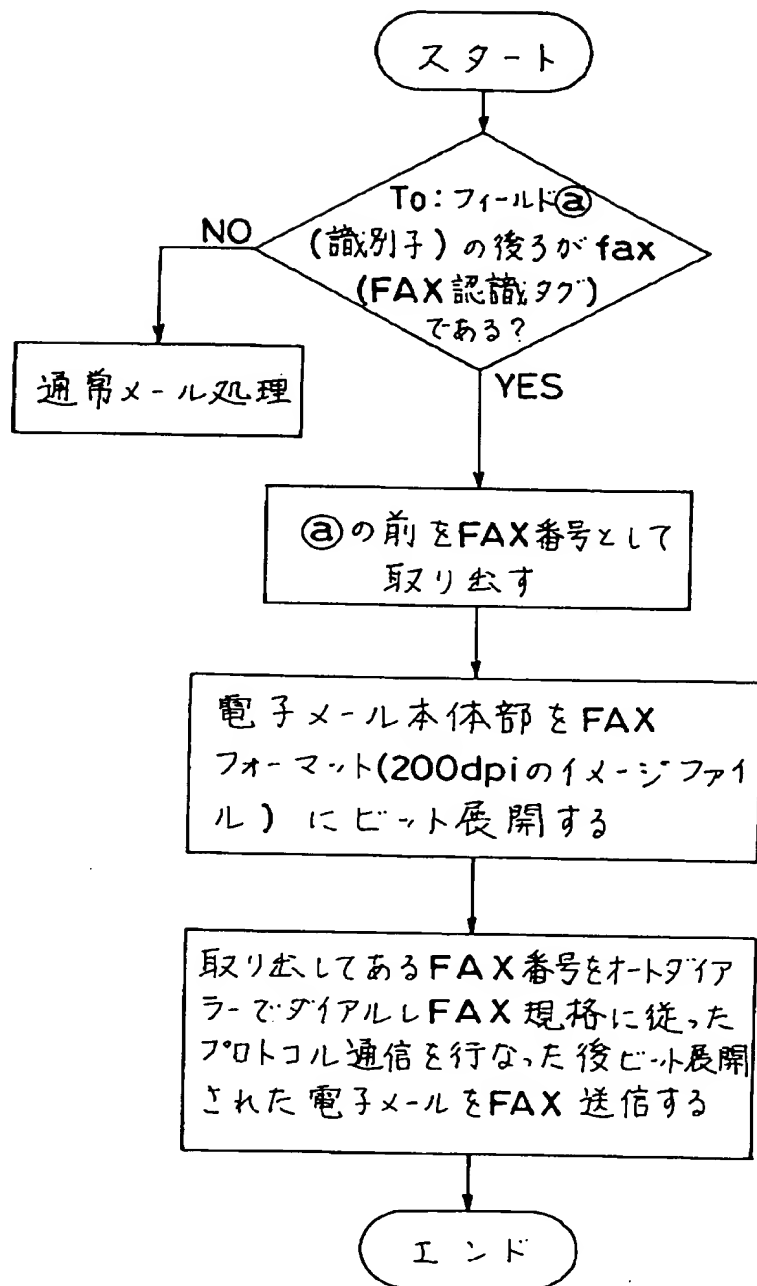 スタート
To:フィールドⓐ
(識別子)の後ろがfax
(FAX認識タグ)
である?
NO
YES
通常メール処理
ⓐの前をFAX番号として
取り出す
電子メール本体部をFAX
フォーマット(200dpiのイメージファイ
ル)にビット展開する
取り出してあるFAX番号をオートダイア
ラーでダイアルしFAX規格に従った
プロトコル通信を行なった後ビット展開
された電子メールをFAX送信する
エンド